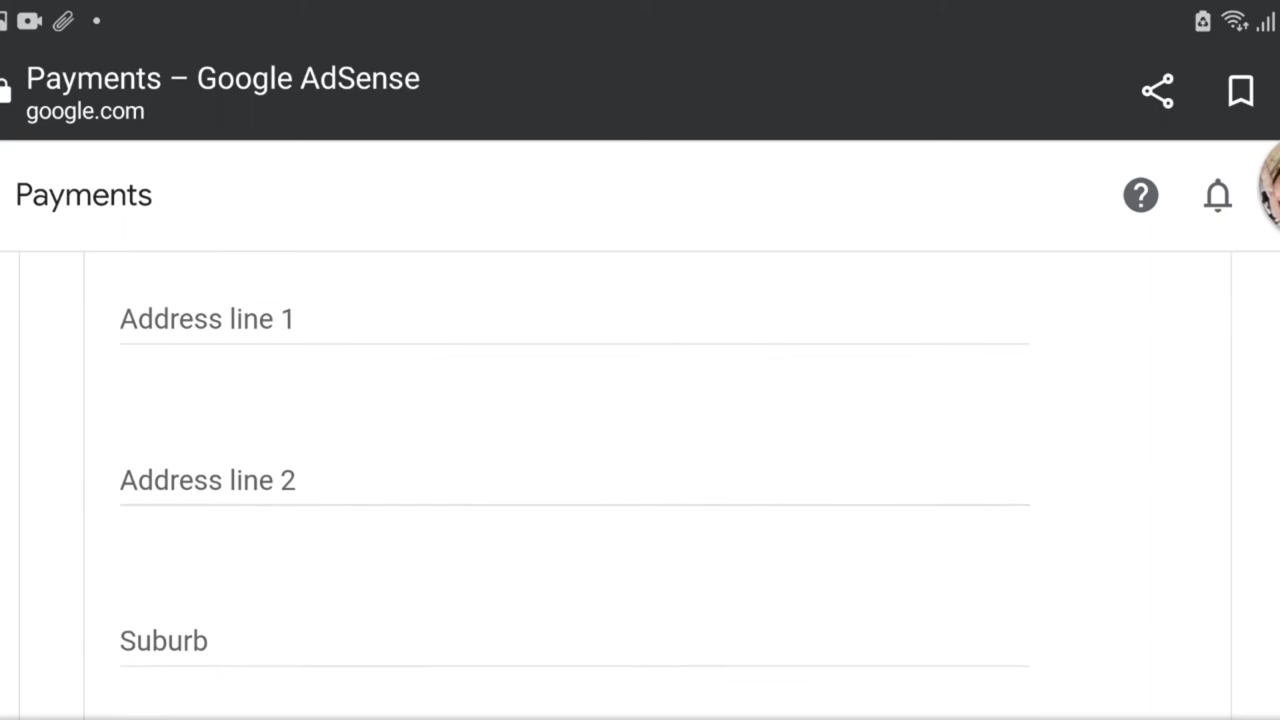 Payments – Google AdSense
google.com
Payments
Address line 1
Address line 2
Suburb